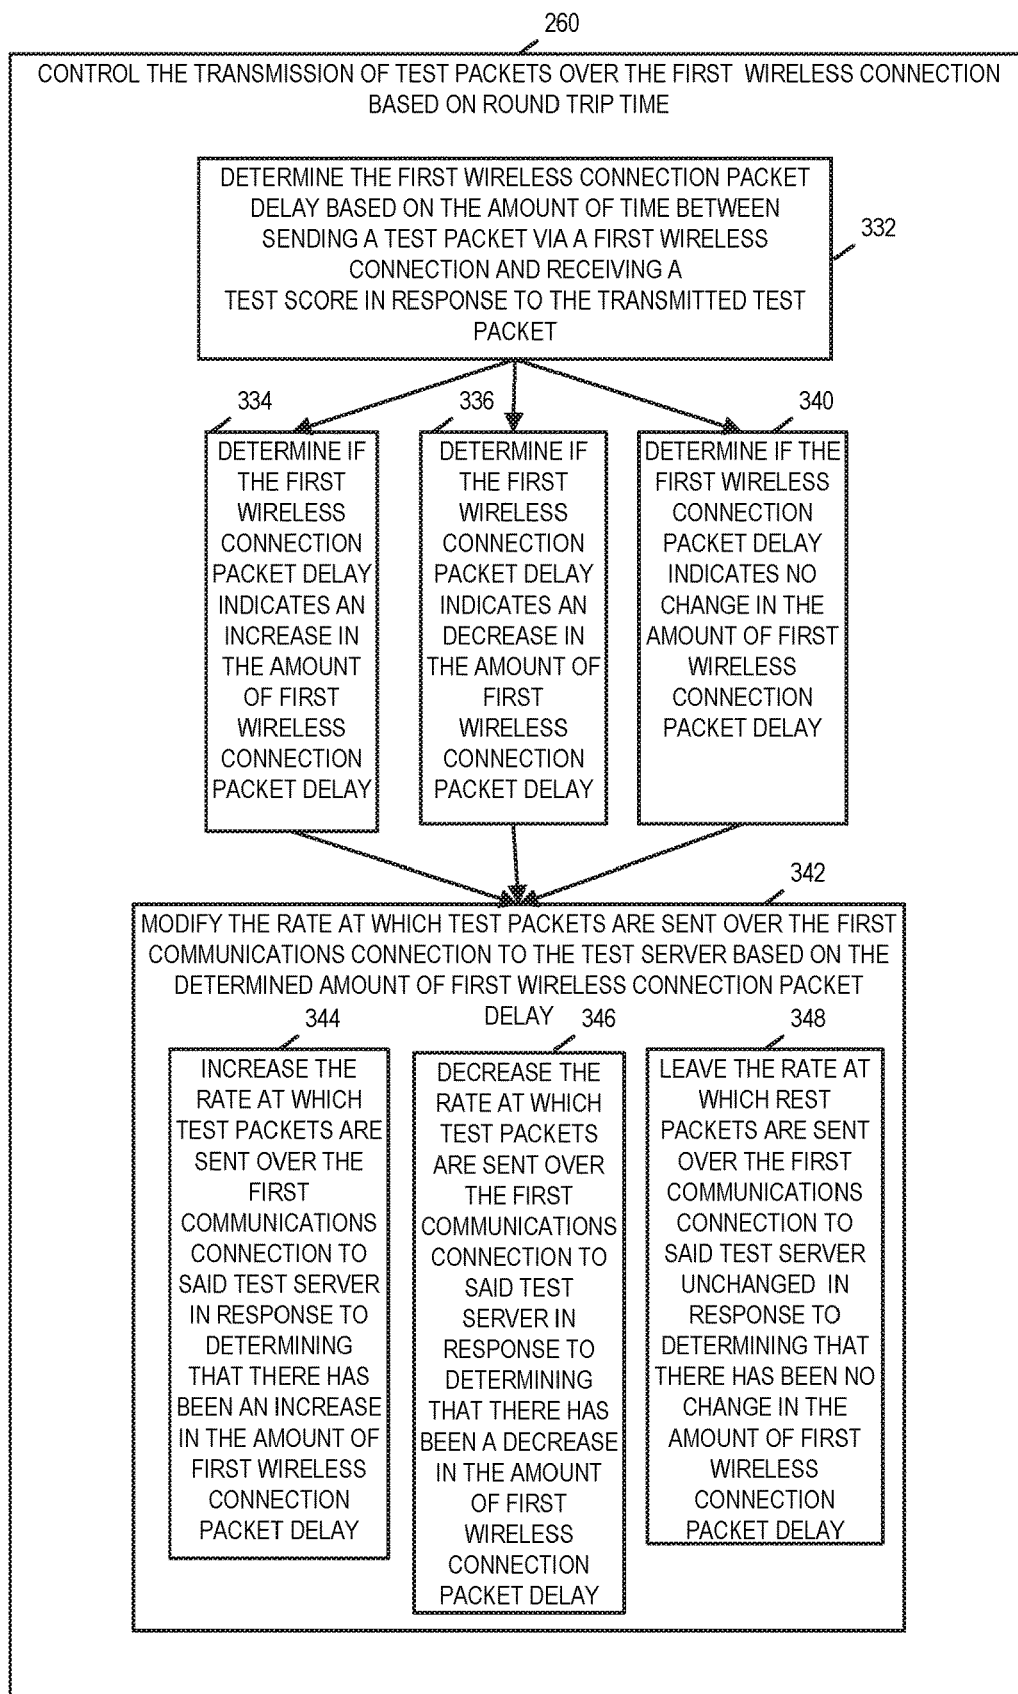 260
CONTROL THE TRANSMISSION OF TEST PACKETS OVER THE FIRST WIRELESS CONNECTION
BASED ON ROUND TRIP TIME
DETERMINE THE FIRST WIRELESS CONNECTION PACKET
DELAY BASED ON THE AMOUNT OF TIME BETWEEN
SENDING A TEST PACKET VIA A FIRST WIRELESS
CONNECTION AND RECEIVING A
TEST SCORE IN RESPONSE TO THE TRANSMITTED TEST
PACKET
332
334
DETERMINE IF
THE FIRST
WIRELESS
CONNECTION
PACKET DELAY
INDICATES AN
INCREASE IN
THE AMOUNT
OF FIRST
WIRELESS
CONNECTION
PACKET DELAY
336
DETERMINE IF
THE FIRST
WIRELESS
CONNECTION
PACKET DELAY
INDICATES AN
DECREASE IN
THE AMOUNT OF
FIRST
WIRELESS
CONNECTION
PACKET DELAY
340
DETERMINE IF THE
FIRST WIRELESS
CONNECTION
PACKET DELAY
INDICATES NO
CHANGE IN THE
AMOUNT OF FIRST
WIRELESS
CONNECTION
PACKET DELAY
342
MODIFY THE RATE AT WHICH TEST PACKETS ARE SENT OVER THE FIRST
COMMUNICATIONS CONNECTION TO THE TEST SERVER BASED ON THE
DETERMINED AMOUNT OF FIRST WIRELESS CONNECTION PACKET
DELAY
344
INCREASE THE
RATE AT WHICH
TEST PACKETS ARE
SENT OVER THE
FIRST
COMMUNICATIONS
CONNECTION TO
SAID TEST SERVER
IN RESPONSE TO
DETERMINING
THAT THERE HAS
BEEN AN INCREASE
IN THE AMOUNT OF
FIRST WIRELESS
CONNECTION
PACKET DELAY
346
DECREASE THE
RATE AT WHICH
TEST PACKETS
ARE SENT OVER
THE FIRST
COMMUNICATIONS
CONNECTION TO
SAID TEST
SERVER IN
RESPONSE TO
DETERMINING
THAT THERE HAS
BEEN A DECREASE
IN THE AMOUNT
OF FIRST
WIRELESS
CONNECTION
PACKET DELAY
348
LEAVE THE RATE AT
WHICH REST
PACKETS ARE SENT
OVER THE FIRST
COMMUNICATIONS
CONNECTION TO
SAID TEST SERVER
UNCHANGED IN
RESPONSE TO
DETERMINING THAT
THERE HAS BEEN NO
CHANGE IN THE
AMOUNT OF FIRST
WIRELESS
CONNECTION
PACKET DELAY